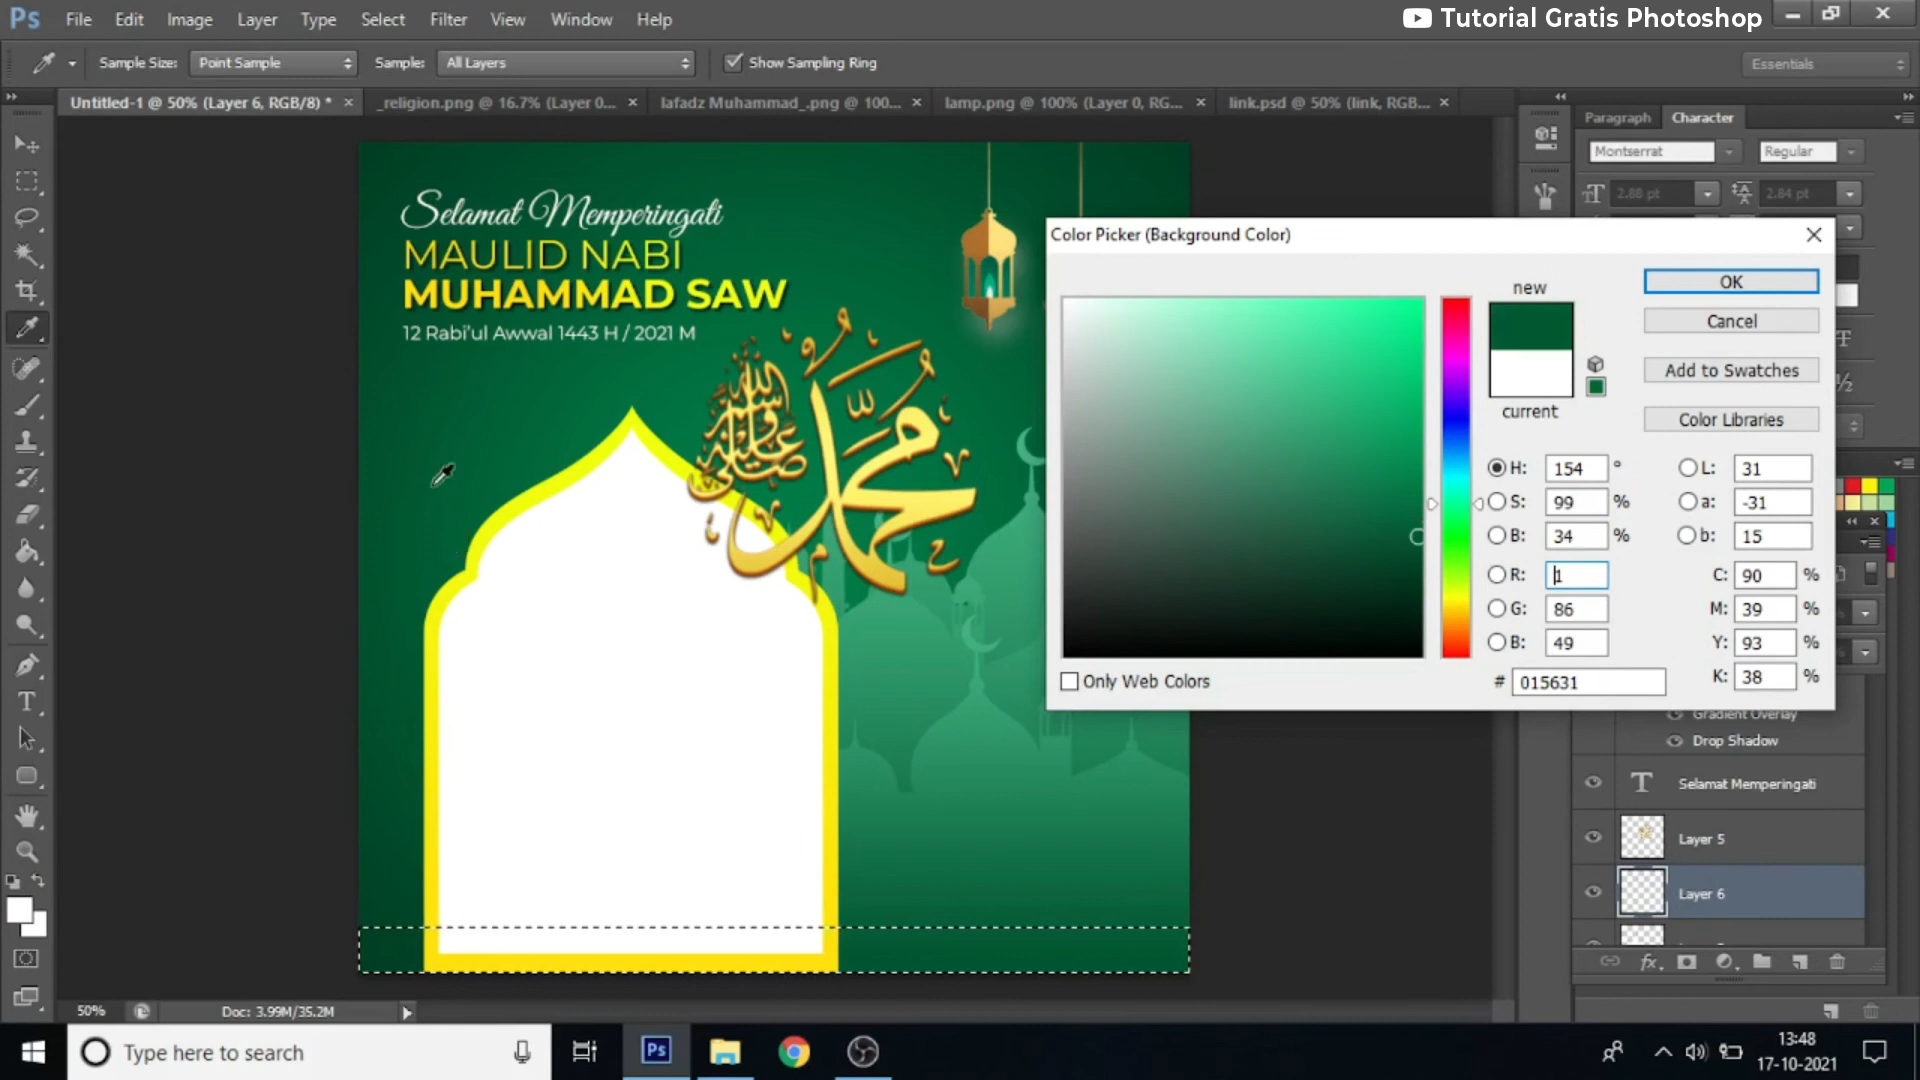 Ps File Edit Image Layer Type Select Filter View Window Help
Tutorial Gratis Photoshop
Sample Size: Point Sample Sample: All Layers Show Sampling Ring
Essentials
Untitled-1 @ 50% (Layer 6, RGB/8) *
_religion.png @ 16.7% (Layer 0...
lafadz Muhammad_.png @ 100...
lamp.png @ 100% (Layer 0, RG...
link.psd @ 50% (link, RGB...
Paragraph Character
Montserrat Regular
2.88 pt 2.84 pt
Selamat Memperingati
MAULID NABI
MUHAMMAD SAW
12 Rabi'ul Awwal 1443 H / 2021 M
محمد
Color Picker (Background Color)
new
current
OK
Cancel
Add to Swatches
Color Libraries
H: 154 °
S: 99 %
B: 34 %
R: 1
G: 86
B: 49
L: 31
a: -31
b: 15
C: 90 %
M: 39 %
Y: 93 %
K: 38 %
# 015631
Only Web Colors
Gradient Overlay
Drop Shadow
Selamat Memperingati
Layer 5
Layer 6
50% Doc: 3.99M/35.2M
Type here to search
Ps
13:48
17-10-2021